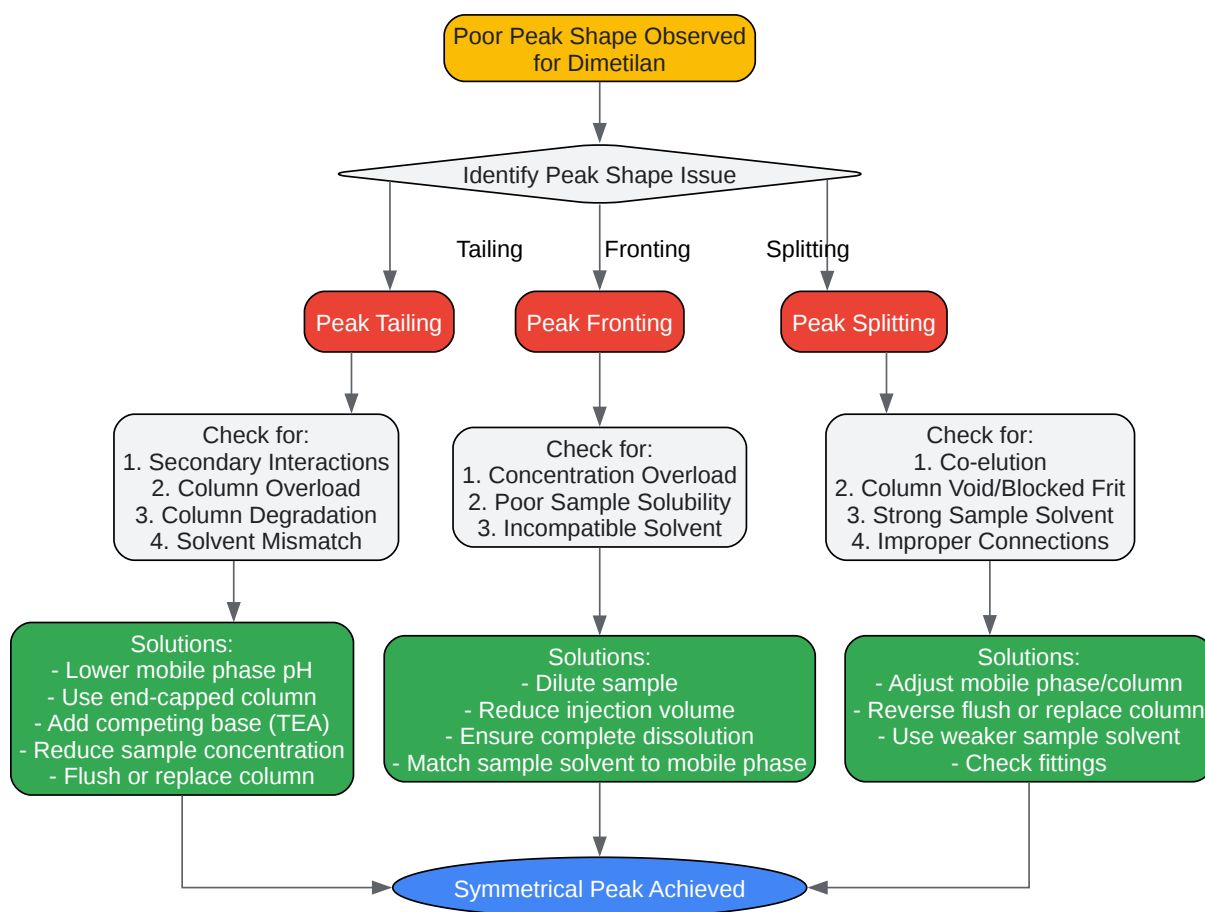 Poor Peak Shape Observed
for Dimetilan
Identify Peak Shape Issue
Tailing
Fronting
Splitting
Peak Tailing
Peak Fronting
Peak Splitting
Check for:
1. Secondary Interactions
2. Column Overload
3. Column Degradation
4. Solvent Mismatch
Check for:
1. Concentration Overload
2. Poor Sample Solubility
3. Incompatible Solvent
Check for:
1. Co-elution
2. Column Void/Blocked Frit
3. Strong Sample Solvent
4. Improper Connections
Solutions:
- Lower mobile phase pH
- Use end-capped column
- Add competing base (TEA)
- Reduce sample concentration
- Flush or replace column
Solutions:
- Dilute sample
- Reduce injection volume
- Ensure complete dissolution
- Match sample solvent to mobile phase
Solutions:
- Adjust mobile phase/column
- Reverse flush or replace column
- Use weaker sample solvent
- Check fittings
Symmetrical Peak Achieved